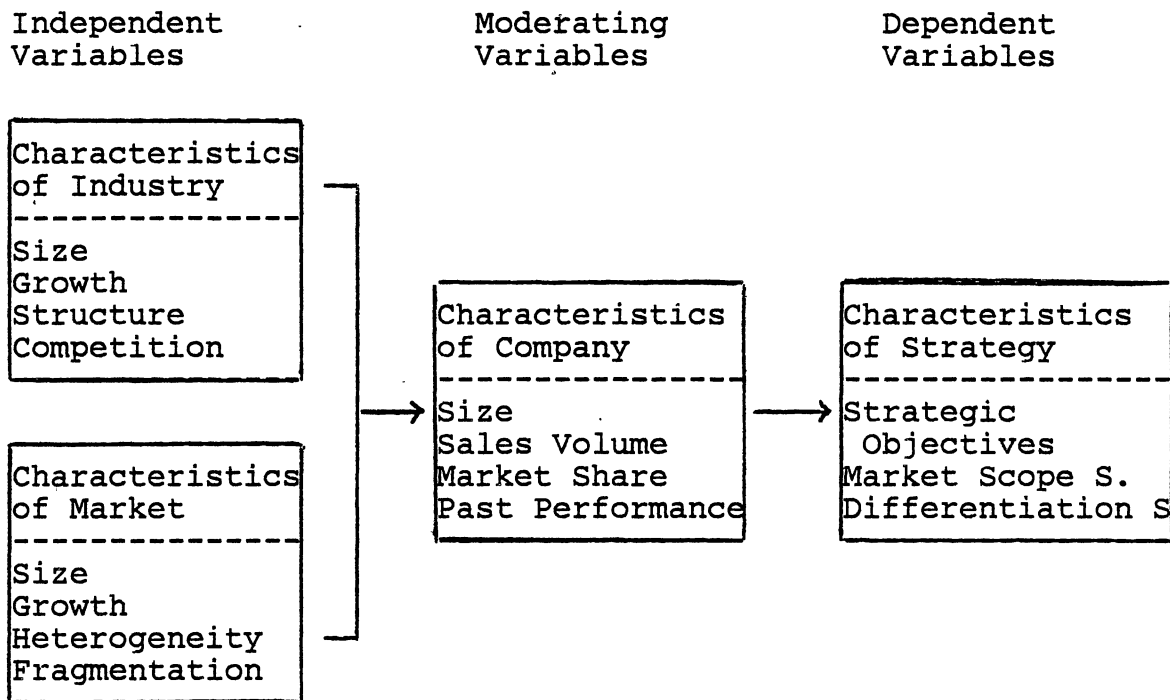 Independent
Variables
Moderating
Variables
Dependent
Variables
Characteristics
of Industry
Size
Growth
Structure
Competition
Characteristics
of Market
Size
Growth
Heterogeneity
Fragmentation
Characteristics
of Company
Size
Sales Volume
Market Share
Past Performance
Characteristics
of Strategy
Strategic
Objectives
Market Scope S.
Differentiation S